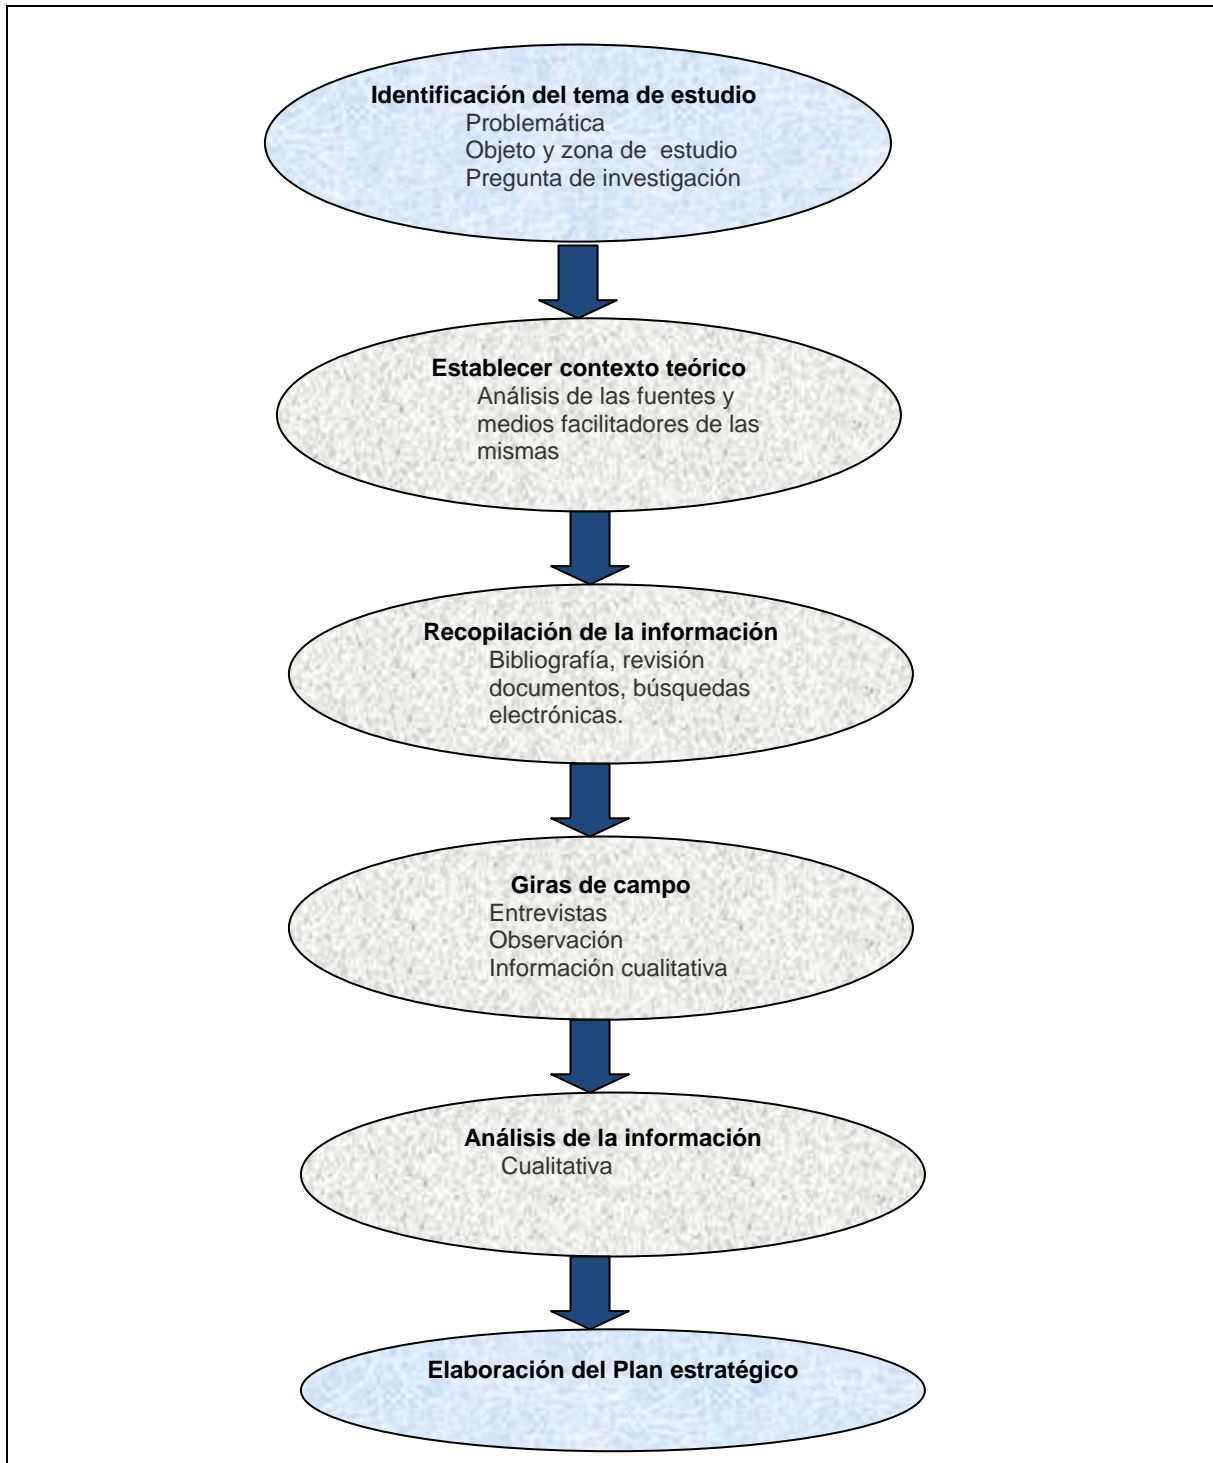 Identificación del tema de estudio
Problemática
Objeto y zona de estudio
Pregunta de investigación
Establecer contexto teórico
Análisis de las fuentes y
medios facilitadores de las
mismas
Recopilación de la información
Bibliografía, revisión
documentos, búsquedas
electrónicas.
Giras de campo
Entrevistas
Observación
Información cualitativa
Análisis de la información
Cualitativa
Elaboración del Plan estratégico